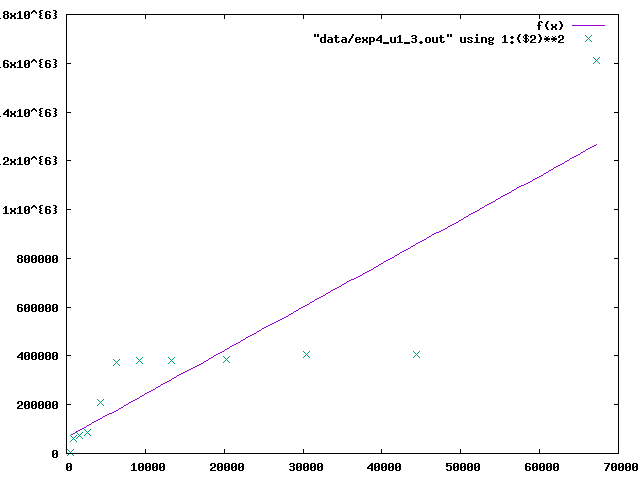 f(x)
"data/exp4_u1_3.out" using 1:($2)**2
.8x10^{6}
.6x10^{6}
.4x10^{6}
.2x10^{6}
1x10^{6}
800000
600000
400000
200000
0
0 10000 20000 30000 40000 50000 60000 70000